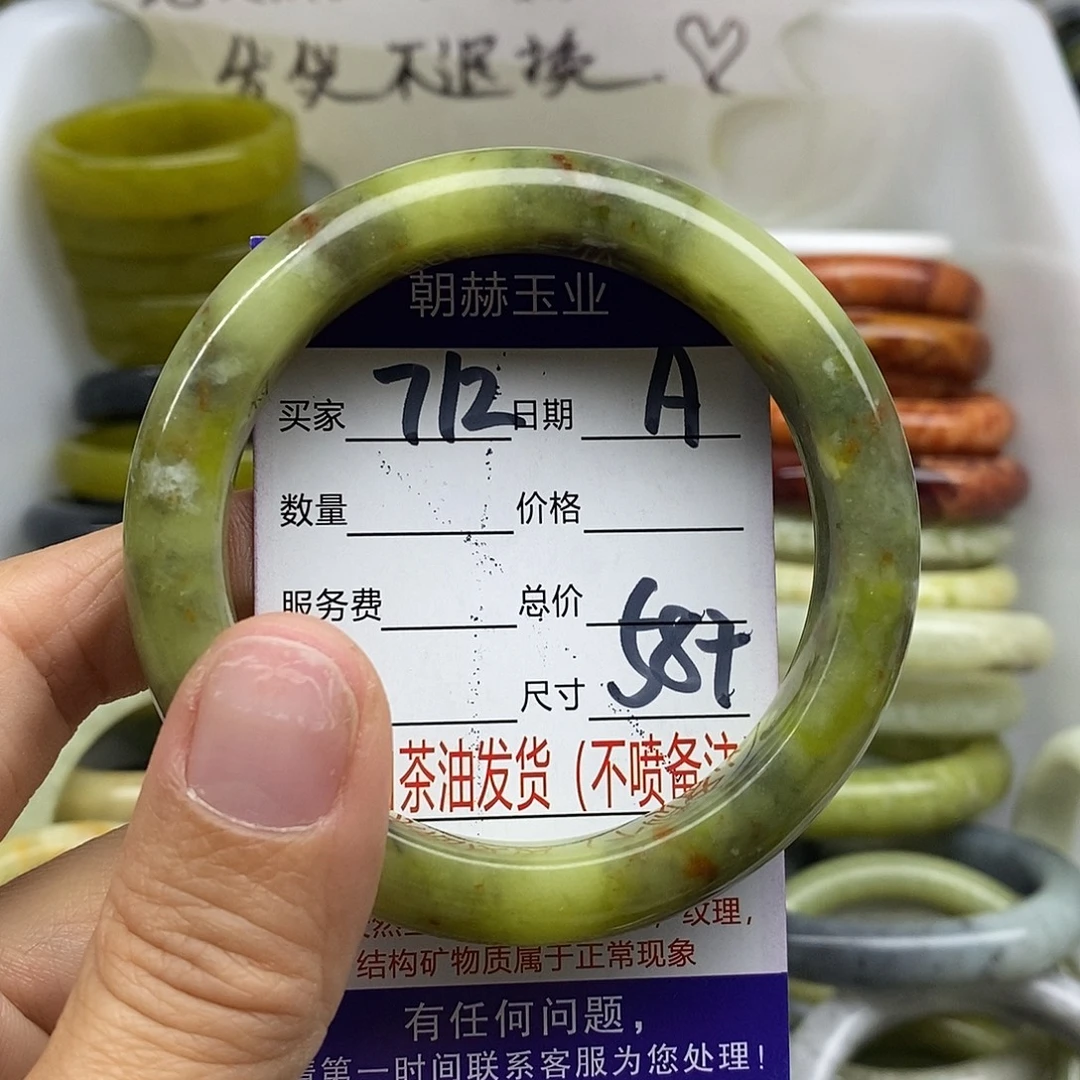 不退换
朝赫玉业
买家 712 日期 A
数量 价格
服务费 总价
尺寸 587
茶油发货（不喷备注
纹理，
结构矿物质属于正常现象
有任何问题，
第一时间联系客服为您处理！